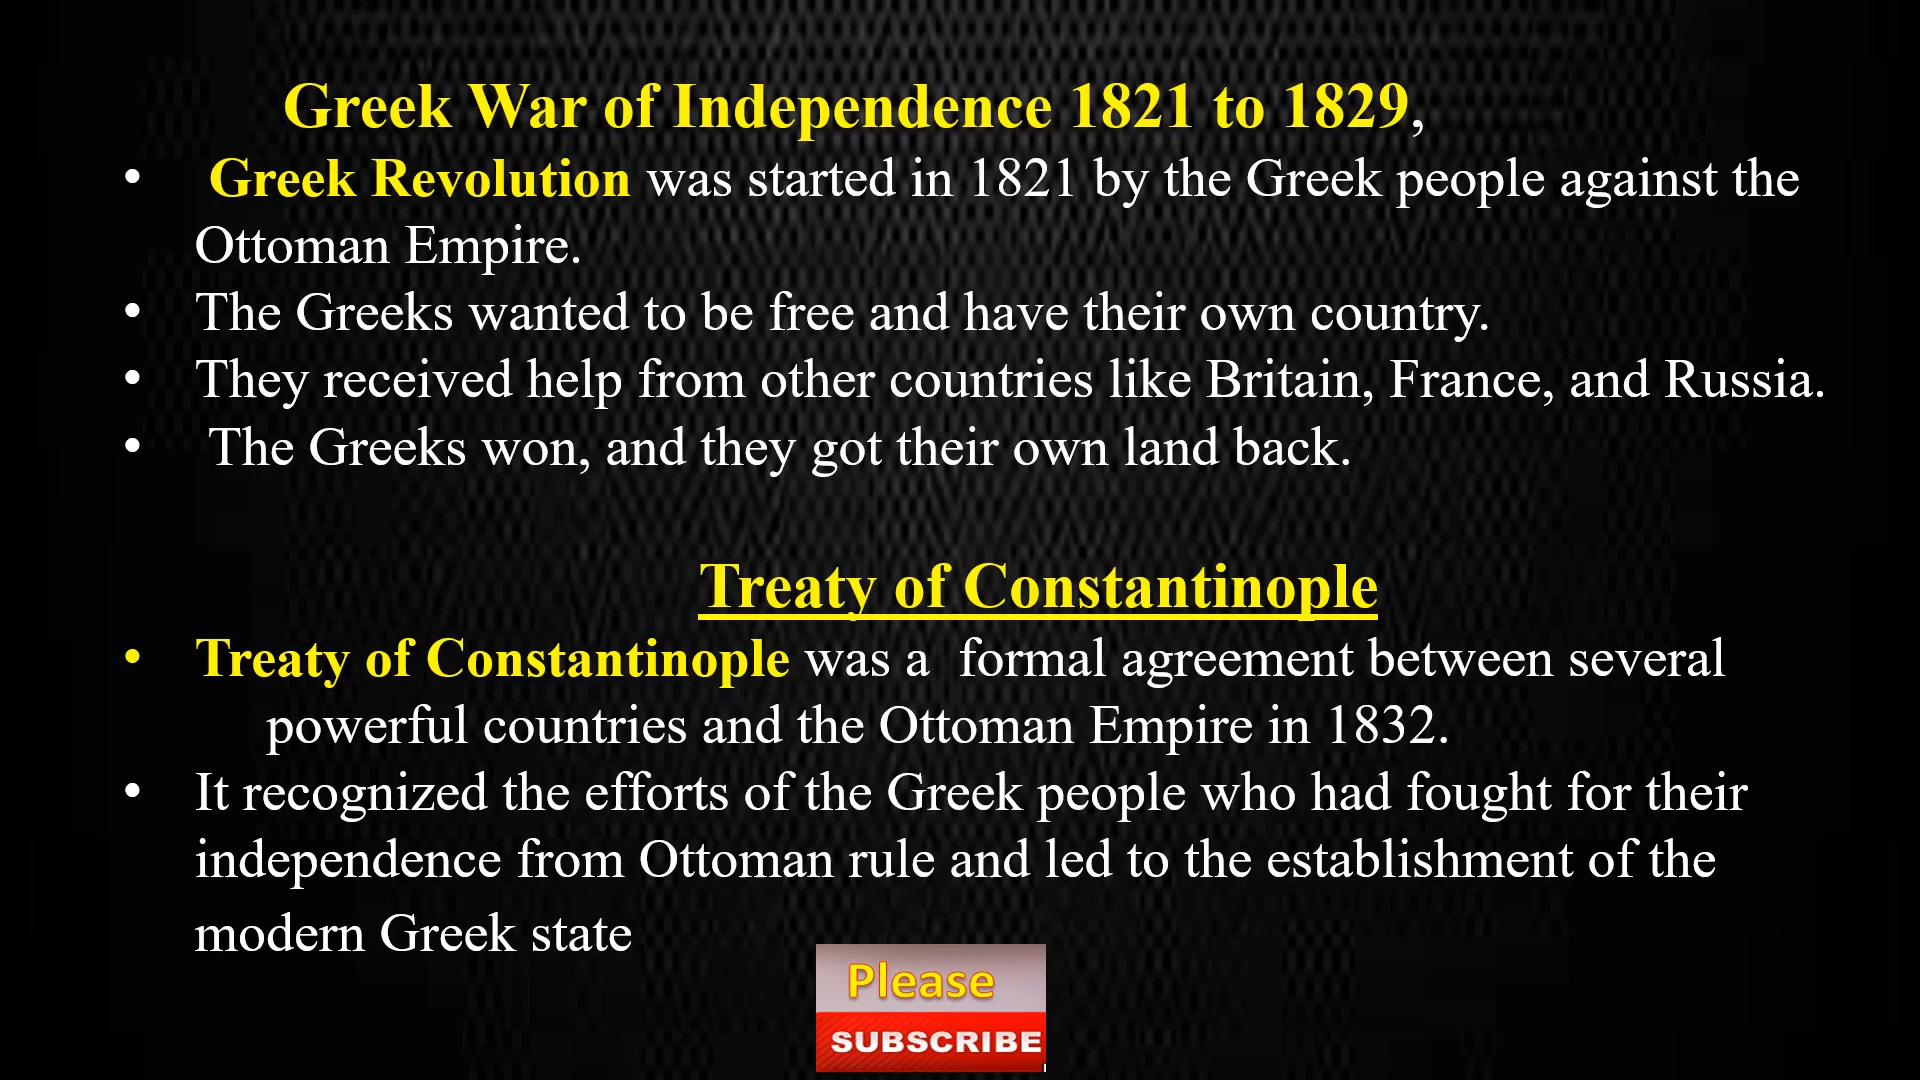 Greek War of Independence 1821 to 1829,
• Greek Revolution was started in 1821 by the Greek people against the
Ottoman Empire.
• The Greeks wanted to be free and have their own country.
• They received help from other countries like Britain, France, and Russia.
• The Greeks won, and they got their own land back.
Treaty of Constantinople
• Treaty of Constantinople was a formal agreement between several
powerful countries and the Ottoman Empire in 1832.
• It recognized the efforts of the Greek people who had fought for their
independence from Ottoman rule and led to the establishment of the
modern Greek state
Please
SUBSCRIBE